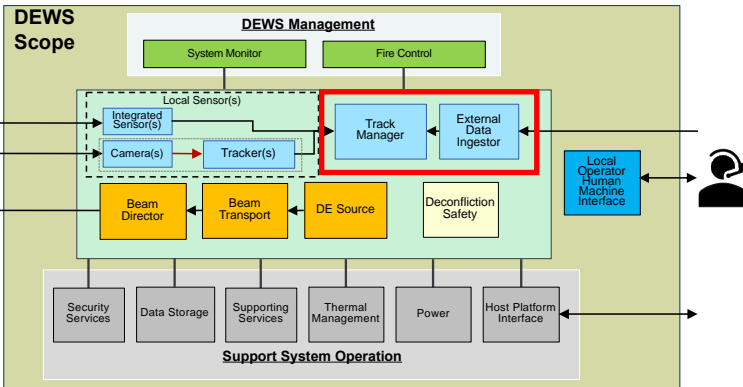 DEWS
Scope
DEWS Management
System Monitor
Fire Control
Local Sensor(s)
Integrated
Sensor(s)
Camera(s)
Tracker(s)
Track
Manager
External
Data
Ingestor
Local
Operator
Human
Machine
Interface
Beam
Director
Beam
Transport
DE Source
Deconfliction
Safety
Security
Services
Data Storage
Supporting
Services
Thermal
Management
Power
Host Platform
Interface
Support System Operation